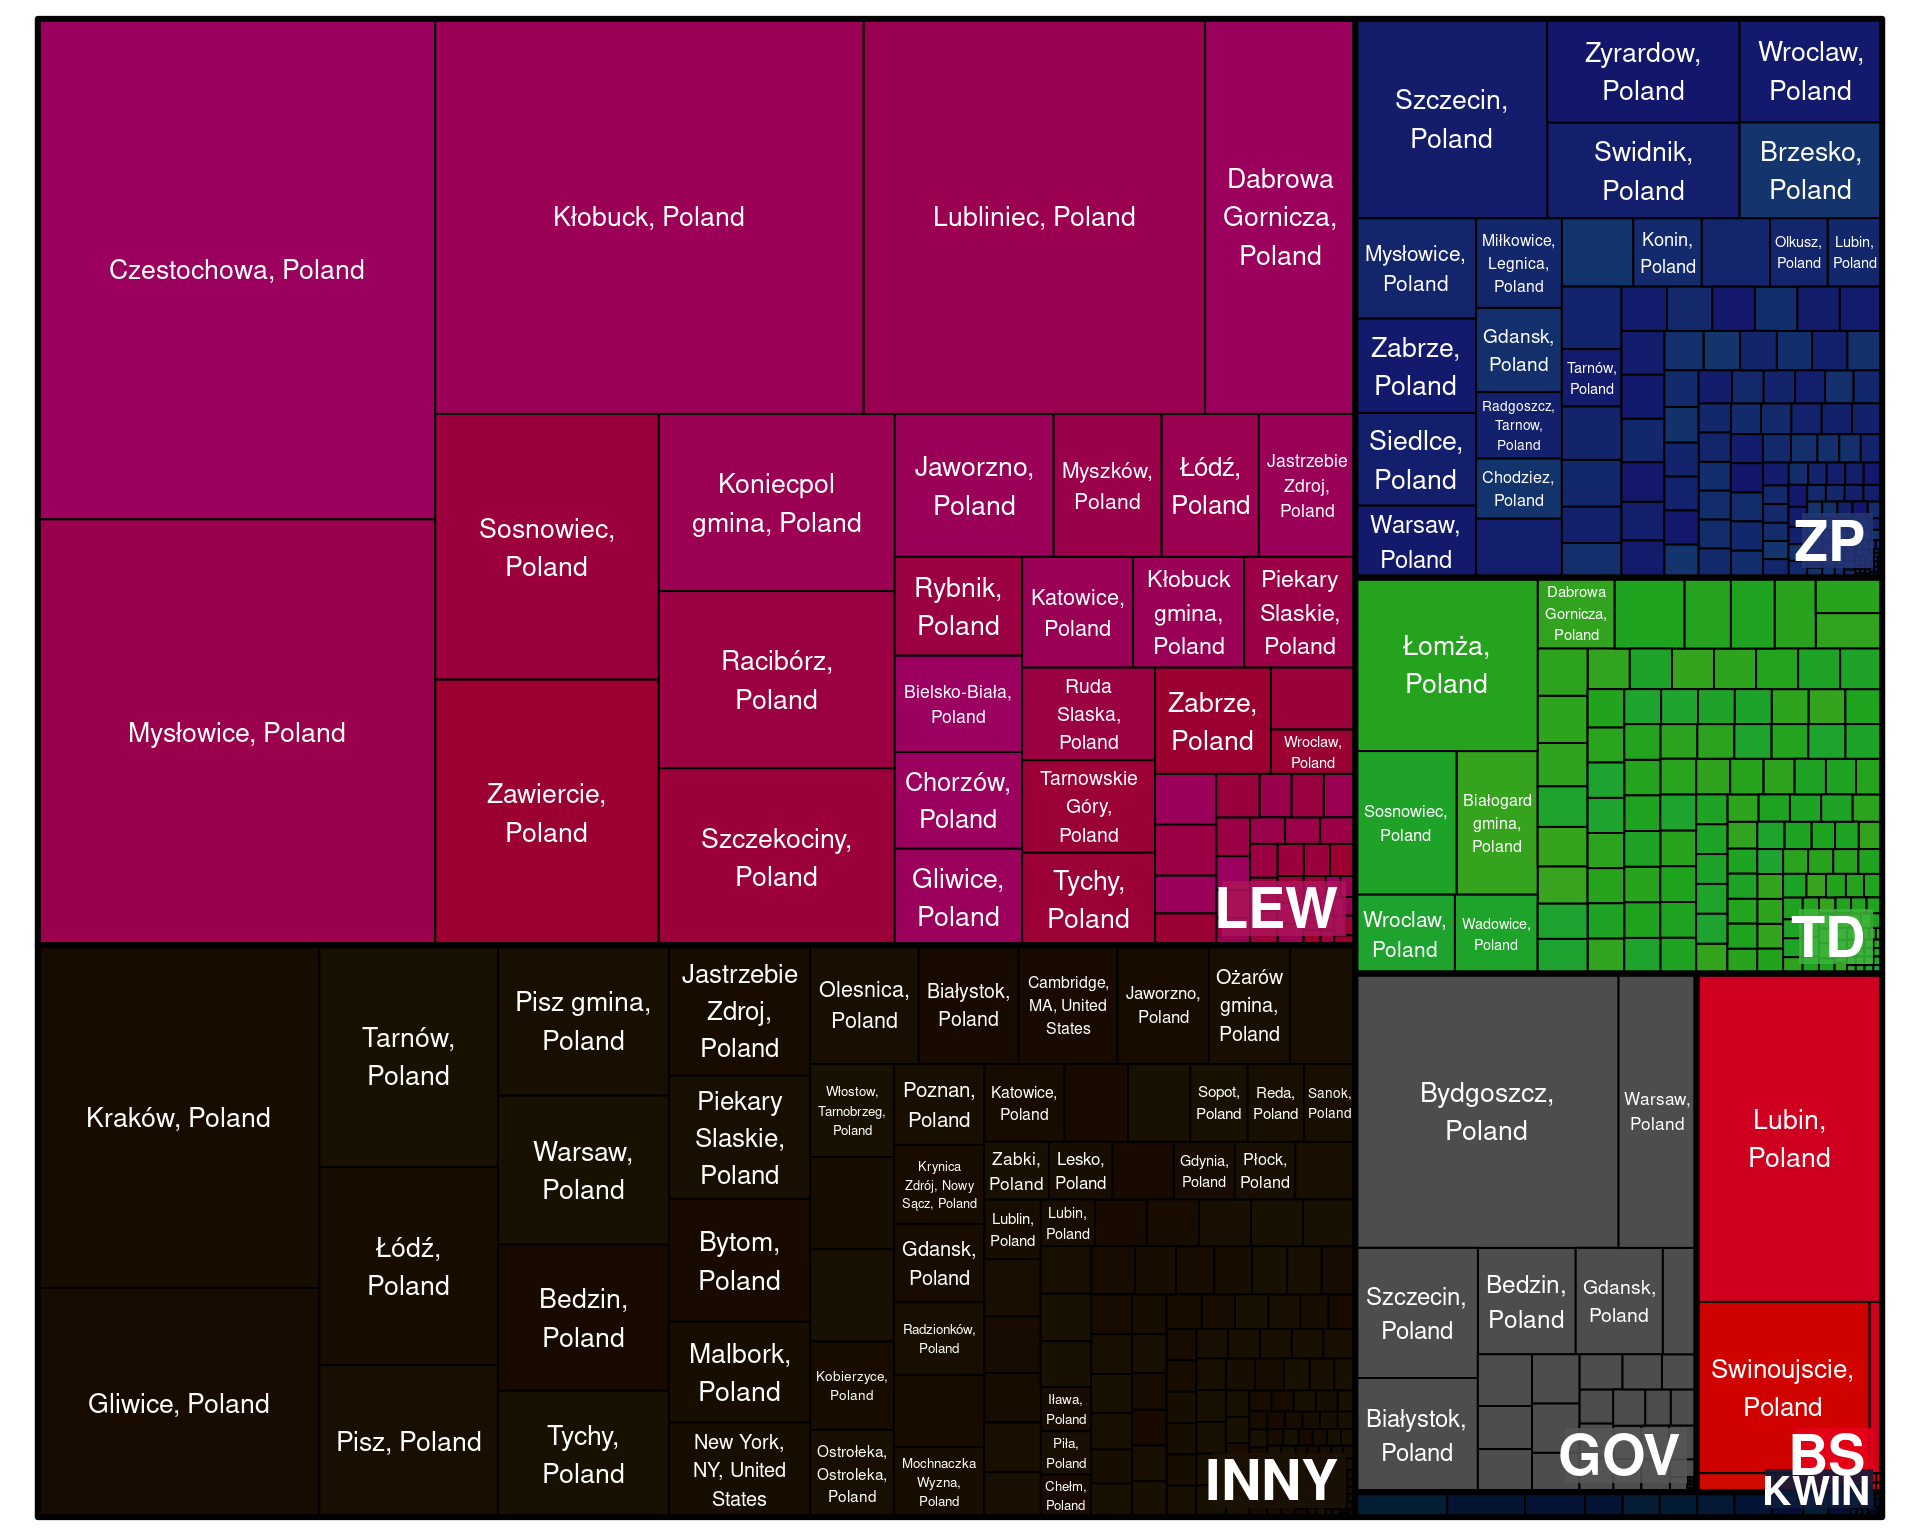 Czestochowa, Poland
Mysłowice, Poland
Kłobuck, Poland
Lubliniec, Poland
Dabrowa
Gornicza,
Poland
Sosnowiec,
Poland
Zawiercie,
Poland
Koniecpol
gmina, Poland
Racibórz,
Poland
Szczekociny,
Poland
Jaworzno,
Poland
Myszków,
Poland
Łódź,
Poland
Jastrzebie
Zdroj,
Poland
Rybnik,
Poland
Bielsko-Biała,
Poland
Chorzów,
Poland
Gliwice,
Poland
Katowice,
Poland
Kłobuck
gmina,
Poland
Piekary
Slaskie,
Poland
Ruda
Slaska,
Poland
Tarnowskie
Góry,
Poland
Tychy,
Poland
Zabrze,
Poland
Wroclaw,
Poland
LEW
Szczecin,
Poland
Zyrardow,
Poland
Wroclaw,
Poland
Swidnik,
Poland
Brzesko,
Poland
Mysłowice,
Poland
Zabrze,
Poland
Siedlce,
Poland
Warsaw,
Poland
Miłkowice,
Legnica,
Poland
Gdansk,
Poland
Radgoszcz,
Tarnow,
Poland
Chodziez,
Poland
Konin,
Poland
Olkusz,
Poland
Lubin,
Poland
Tarnów,
Poland
ZP
Łomża,
Poland
Dabrowa
Gornicza,
Poland
Sosnowiec,
Poland
Białogard
gmina,
Poland
Wroclaw,
Poland
Wadowice,
Poland
TD
Kraków, Poland
Gliwice, Poland
Tarnów,
Poland
Łódź,
Poland
Pisz, Poland
Pisz gmina,
Poland
Warsaw,
Poland
Bedzin,
Poland
Tychy,
Poland
Jastrzebie
Zdroj,
Poland
Piekary
Slaskie,
Poland
Bytom,
Poland
Malbork,
Poland
New York,
NY, United
States
Olesnica,
Poland
Białystok,
Poland
Cambridge,
MA, United
States
Jaworzno,
Poland
Ożarów
gmina,
Poland
Włostow,
Tarnobrzeg,
Poland
Kobierzyce,
Poland
Ostrołeka,
Ostroleka,
Poland
Poznan,
Poland
Krynica
Zdrój, Nowy
Sącz, Poland
Gdansk,
Poland
Radzionków,
Poland
Mochnaczka
Wyzna,
Poland
Katowice,
Poland
Sopot,
Poland
Reda,
Poland
Sanok,
Poland
Zabki,
Poland
Lesko,
Poland
Gdynia,
Poland
Płock,
Poland
Lublin,
Poland
Lubin,
Poland
Iława,
Poland
Piła,
Poland
Chełm,
Poland
INNY
Bydgoszcz,
Poland
Warsaw,
Poland
Szczecin,
Poland
Bedzin,
Poland
Gdansk,
Poland
Białystok,
Poland
GOV
Lubin,
Poland
Swinoujscie,
Poland
BS
KWIN